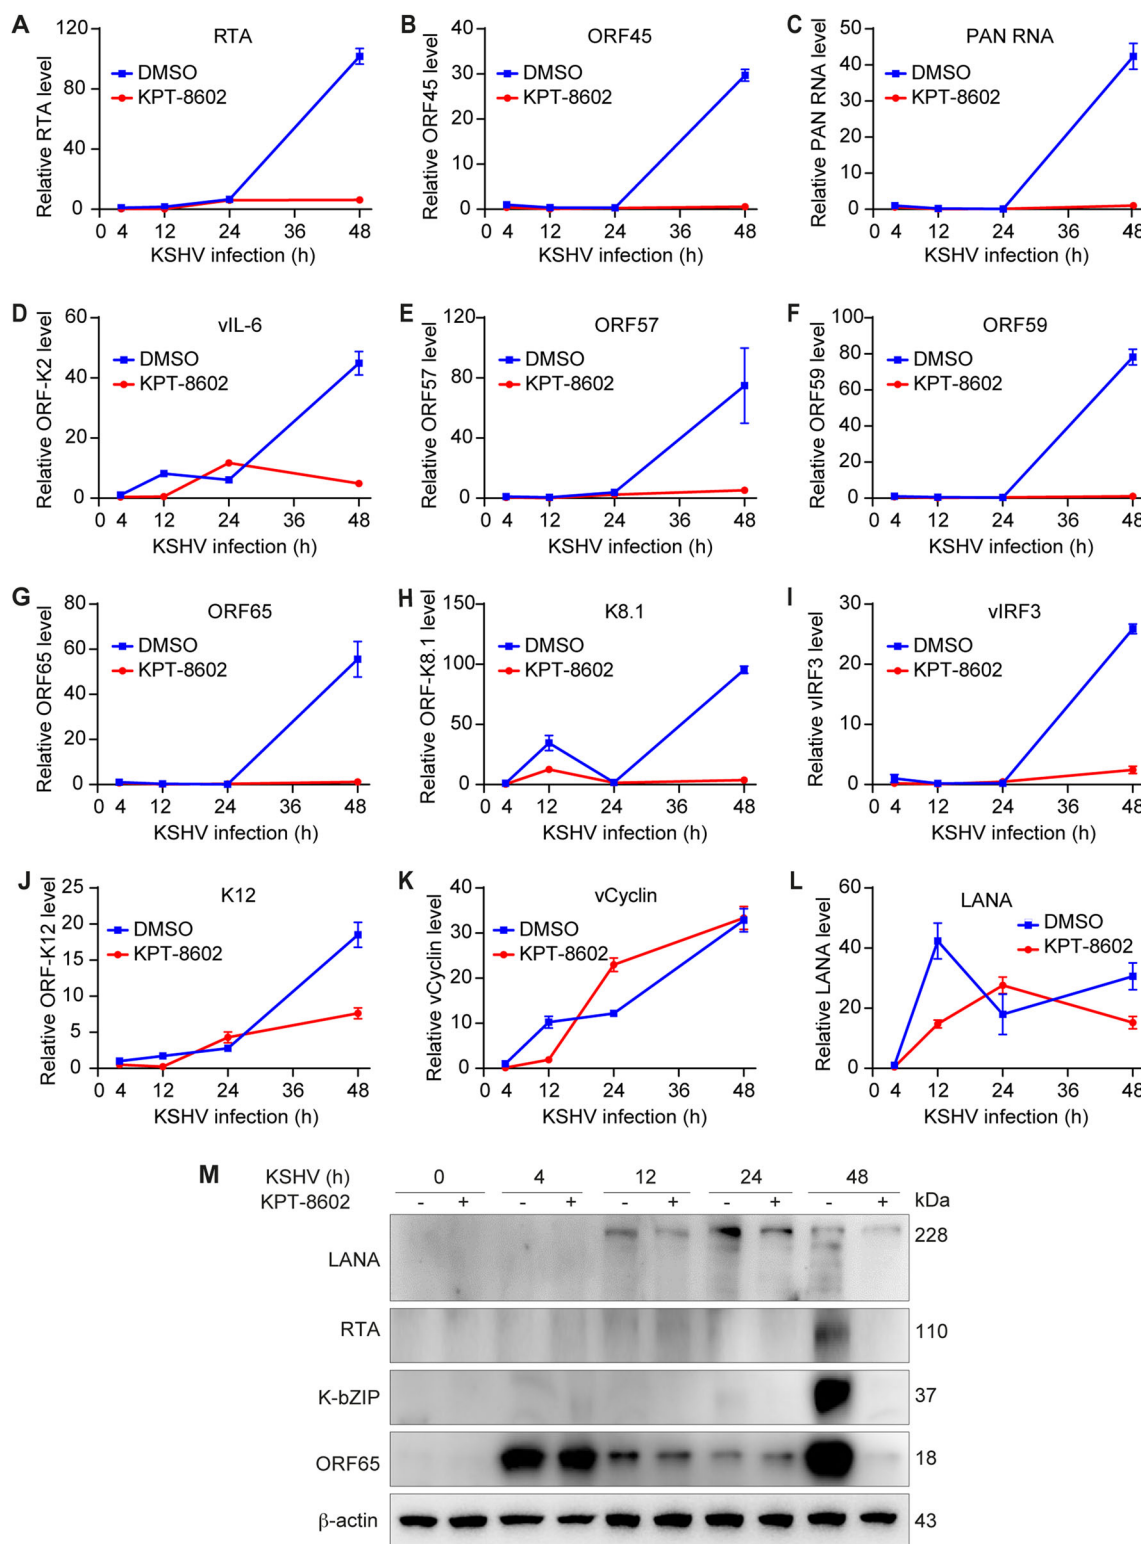 A
RTA
Relative RTA level
120
80
40
0
DMSO
KPT-8602
0 4 12 24 36 48
KSHV infection (h)
B
ORF45
Relative ORF45 level
40
30
20
10
0
DMSO
KPT-8602
0 4 12 24 36 48
KSHV infection (h)
C
PAN RNA
Relative PAN RNA level
50
40
30
20
10
0
DMSO
KPT-8602
0 4 12 24 36 48
KSHV infection (h)
D
vIL-6
Relative ORF-K2 level
60
40
20
0
DMSO
KPT-8602
0 4 12 24 36 48
KSHV infection (h)
E
ORF57
Relative ORF57 level
120
80
40
0
DMSO
KPT-8602
0 4 12 24 36 48
KSHV infection (h)
F
ORF59
Relative ORF59 level
100
80
60
40
20
0
DMSO
KPT-8602
0 4 12 24 36 48
KSHV infection (h)
G
ORF65
Relative ORF65 level
80
60
40
20
0
DMSO
KPT-8602
0 4 12 24 36 48
KSHV infection (h)
H
K8.1
Relative ORF-K8.1 level
150
100
50
0
DMSO
KPT-8602
0 4 12 24 36 48
KSHV infection (h)
I
vIRF3
Relative vIRF3 level
30
20
10
0
DMSO
KPT-8602
0 4 12 24 36 48
KSHV infection (h)
J
K12
Relative ORF-K12 level
25
20
15
10
5
0
DMSO
KPT-8602
0 4 12 24 36 48
KSHV infection (h)
K
vCyclin
Relative vCyclin level
40
30
20
10
0
DMSO
KPT-8602
0 4 12 24 36 48
KSHV infection (h)
L
LANA
Relative LANA level
60
40
20
0
DMSO
KPT-8602
0 4 12 24 36 48
KSHV infection (h)
M
KSHV (h) 0 4 12 24 48
KPT-8602 - + - + - + - + - + kDa
LANA 228
RTA 110
K-bZIP 37
ORF65 18
β-actin 43